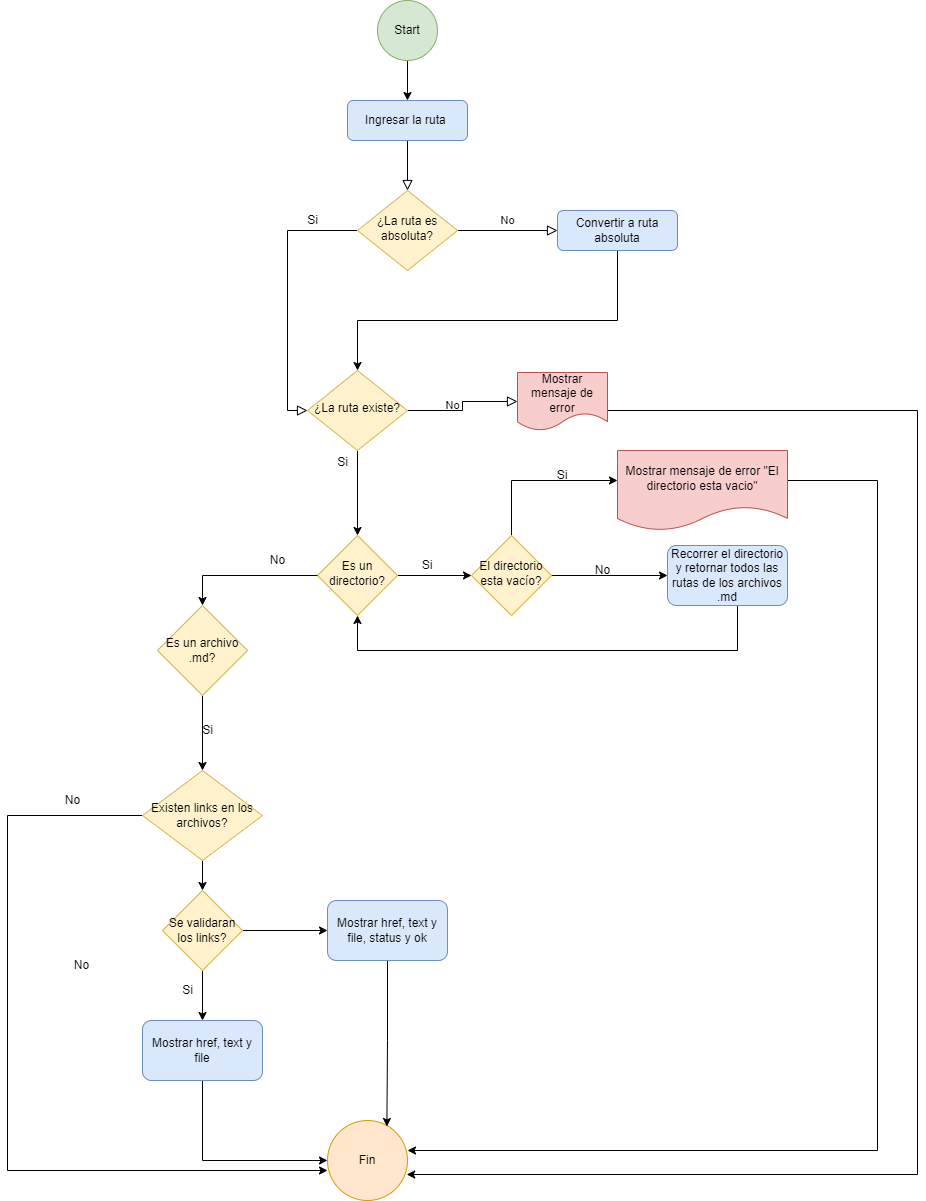 Start
Ingresar la ruta
¿La ruta es
absoluta?
Si
No
Convertir a ruta
absoluta
¿La ruta existe?
No
Mostrar
mensaje de
error
Si
Si
Mostrar mensaje de error "El
directorio esta vacio"
Es un
directorio?
No
Si
El directorio
esta vacío?
No
Recorrer el directorio
y retornar todos las
rutas de los archivos
.md
Es un archivo
.md?
Si
No
Existen links en los
archivos?
Se validaran
los links?
Mostrar href, text y
file, status y ok
No
Si
Mostrar href, text y
file
Fin